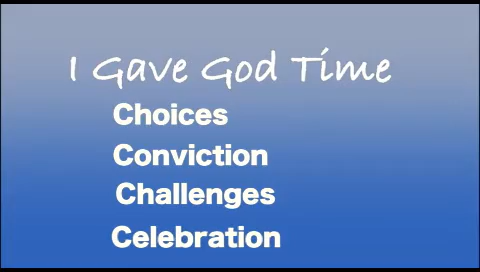 I Gave God Time
Choices
Conviction
Challenges
Celebration